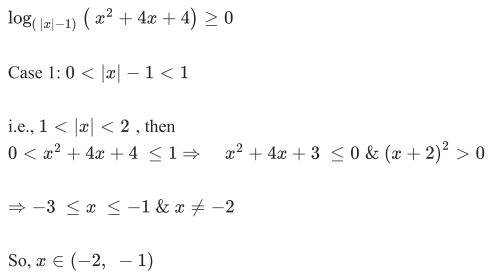 log₍|x|−1₎ ( x² + 4x + 4) ≥ 0
Case 1: 0 < |x| − 1 < 1
i.e., 1 < |x| < 2 , then
0 < x² + 4x + 4 ≤ 1 ⇒ x² + 4x + 3 ≤ 0 & (x + 2)² > 0
⇒ −3 ≤ x ≤ −1 & x ≠ −2
So, x ∈ (−2, −1)